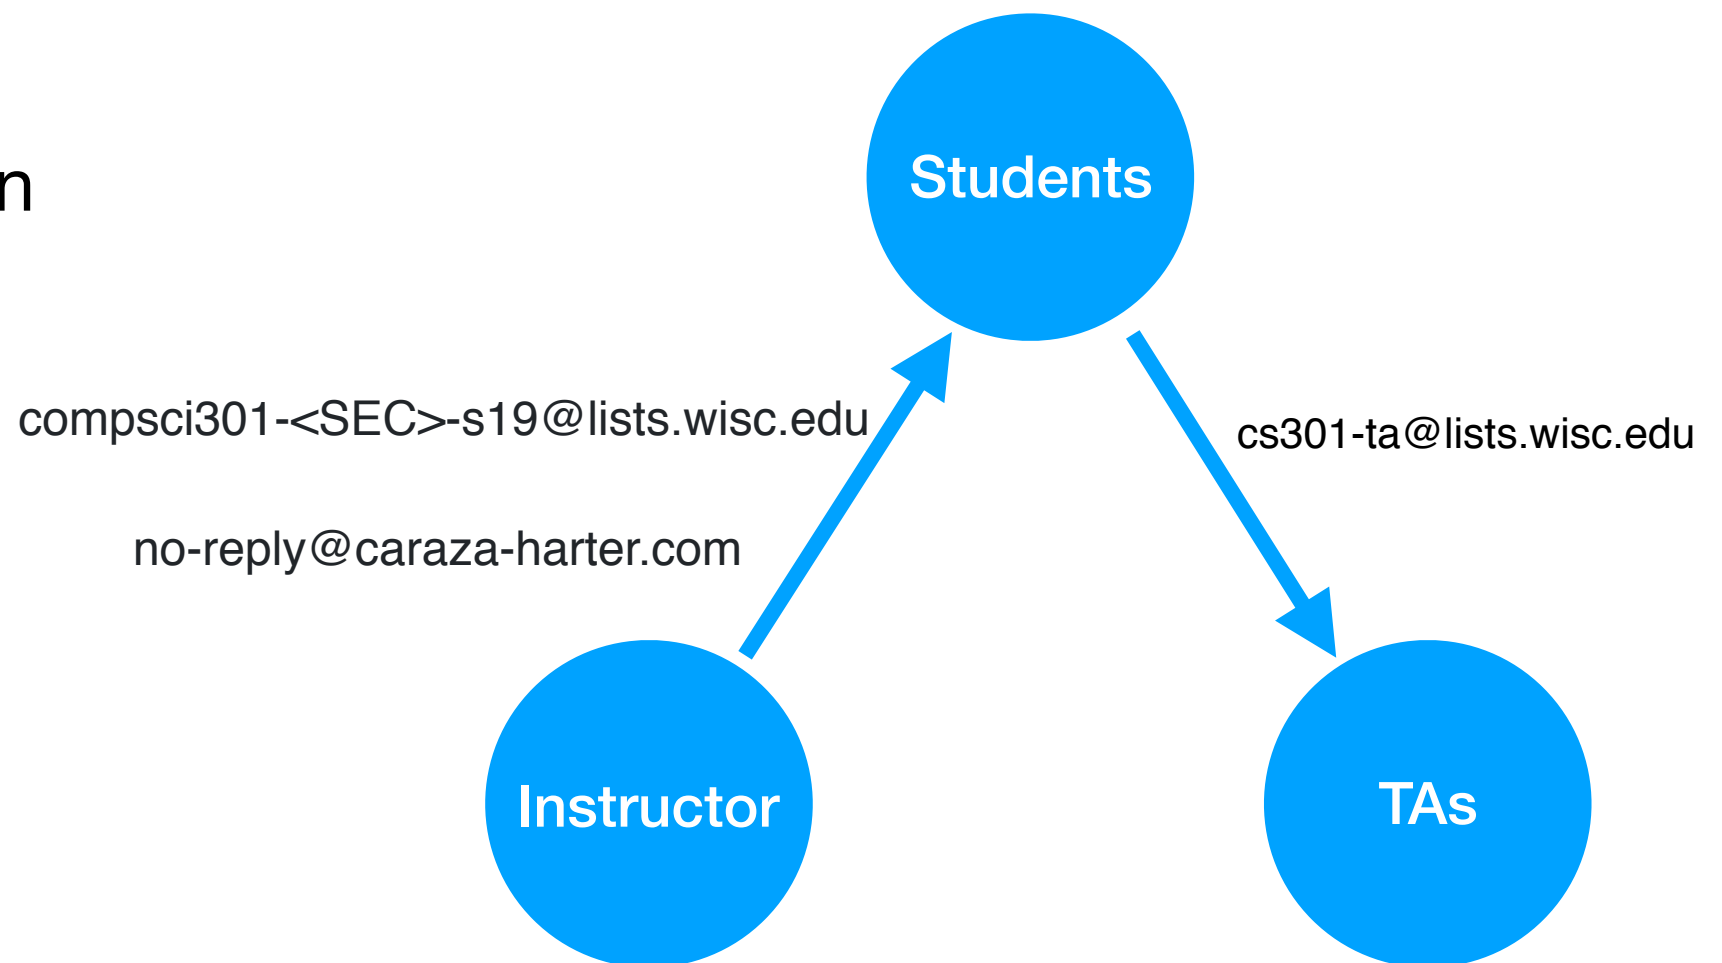 n
Students
compsci301-<SEC>-s19@lists.wisc.edu
cs301-ta@lists.wisc.edu
no-reply@caraza-harter.com
Instructor
TAs